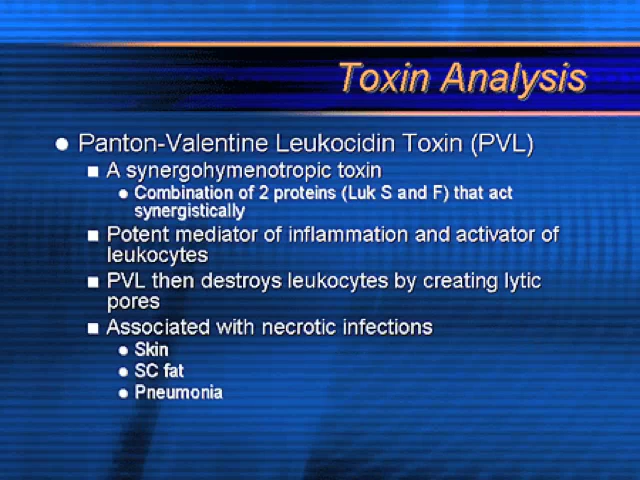 Toxin Analysis
Panton-Valentine Leukocidin Toxin (PVL)
A synergohymenotropic toxin
Combination of 2 proteins (Luk S and F) that act
synergistically
Potent mediator of inflammation and activator of
leukocytes
PVL then destroys leukocytes by creating lytic
pores
Associated with necrotic infections
Skin
SC fat
Pneumonia